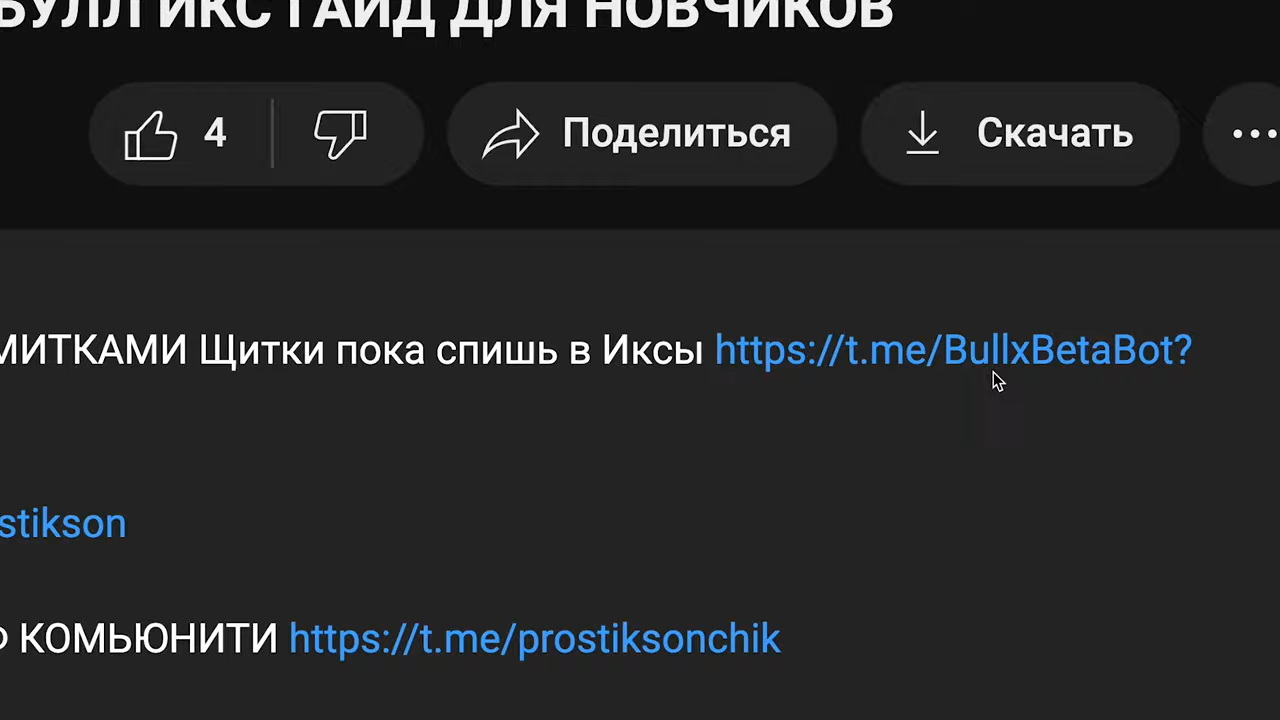 БУЛЛ ИКС ГАЙД ДЛЯ НОВЧИКОВ
4
Поделиться
Скачать
МИТКАМИ Щитки пока спишь в Иксы https://t.me/BullxBetaBot?
stikson
КОМЬЮНИТИ https://t.me/prostiksonchik